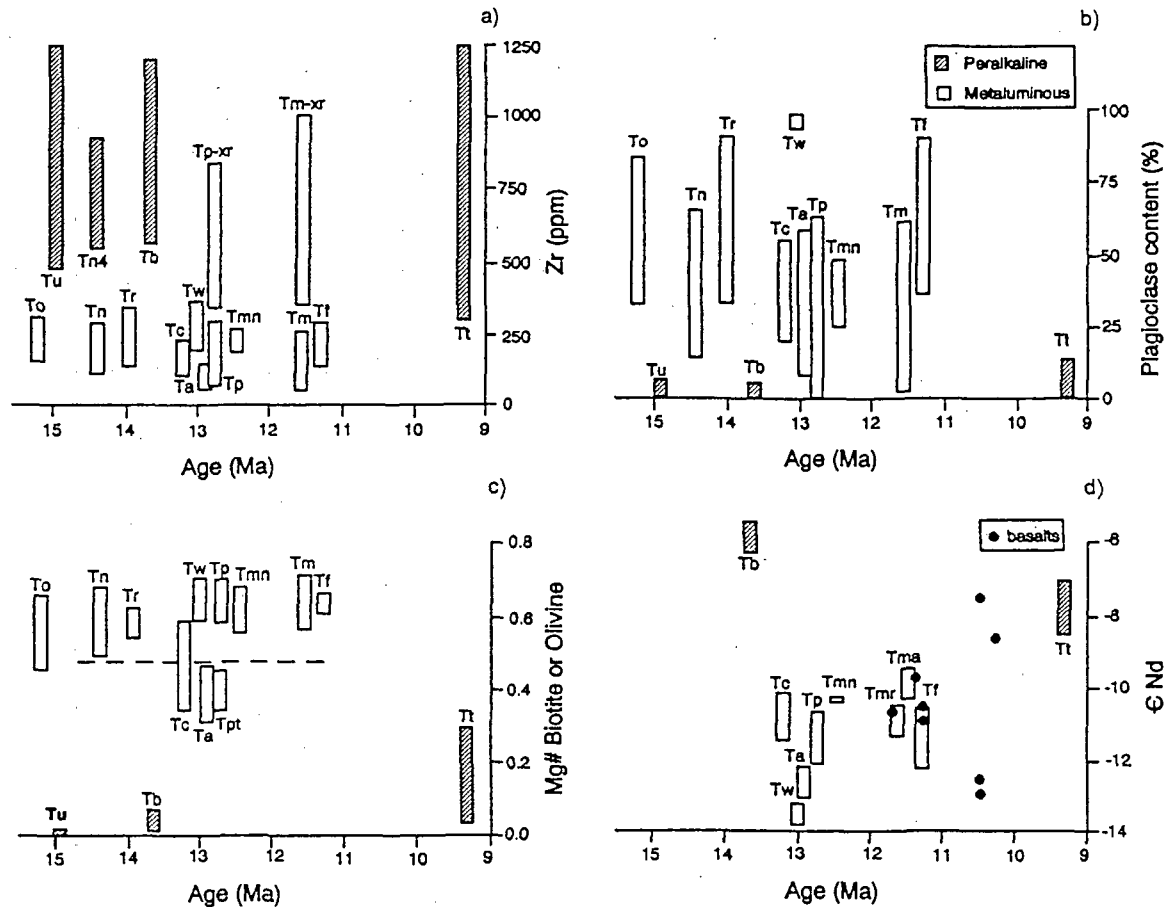 a)
1250
1000
750
500
250
0
Zr (ppm)
Tu
Tn4
Tb
To
Tn
Tr
Tc
Tw
Ta
Tp-xr
Tp
Tmn
Tm-xr
Tm
Tf
Tt
15 14 13 12 11 10 9
Age (Ma)
b)
Peralkaline
Metaluminous
100
75
50
25
0
Plagioclase content (%)
To
Tr
Tw
Tf
Tn
Ta
Tp
Tc
Tmn
Tm
Tu
Tb
Tt
15 14 13 12 11 10 9
Age (Ma)
c)
0.8
0.6
0.4
0.2
0.0
Mg# Biotite or Olivine
To
Tn
Tr
Tw
Tp
Tmn
Tm
Tf
Tc
Ta
Tpt
Tt
Tu
Tb
15 14 13 12 11 10 9
Age (Ma)
d)
basalts
-6
-8
-10
-12
-14
Є Nd
Tb
Tt
Tc
Tp
Tmn
Tma
Tmr
Tf
Ta
Tw
15 14 13 12 11 10 9
Age (Ma)